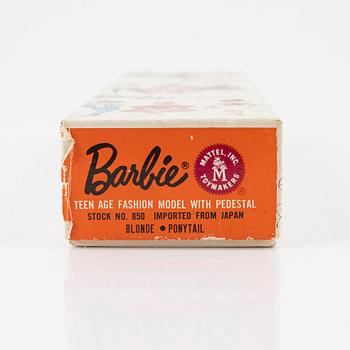 Barbie®
MATTEL, INC.
M
TOYMAKERS
®
TEEN AGE FASHION MODEL WITH PEDESTAL
STOCK NO. 850 IMPORTED FROM JAPAN
BLONDE • PONYTAIL